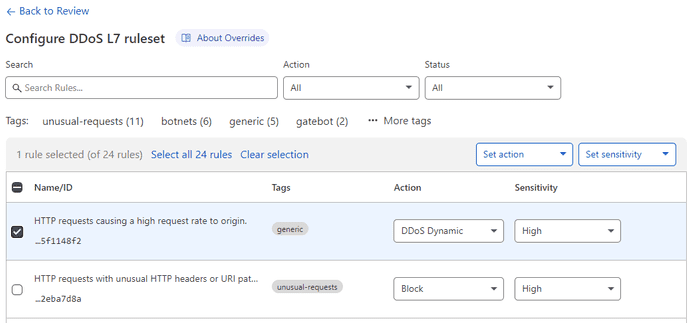 ← Back to Review
Configure DDoS L7 ruleset About Overrides
Search Action Status
Search Rules... All All
Tags: unusual-requests (11) botnets (6) generic (5) gatebot (2) ••• More tags
1 rule selected (of 24 rules) Select all 24 rules Clear selection Set action Set sensitivity
Name/ID Tags Action Sensitivity
HTTP requests causing a high request rate to origin.
generic DDoS Dynamic High
...5f1148f2
HTTP requests with unusual HTTP headers or URI pat...
unusual-requests Block High
...2eba7d8a